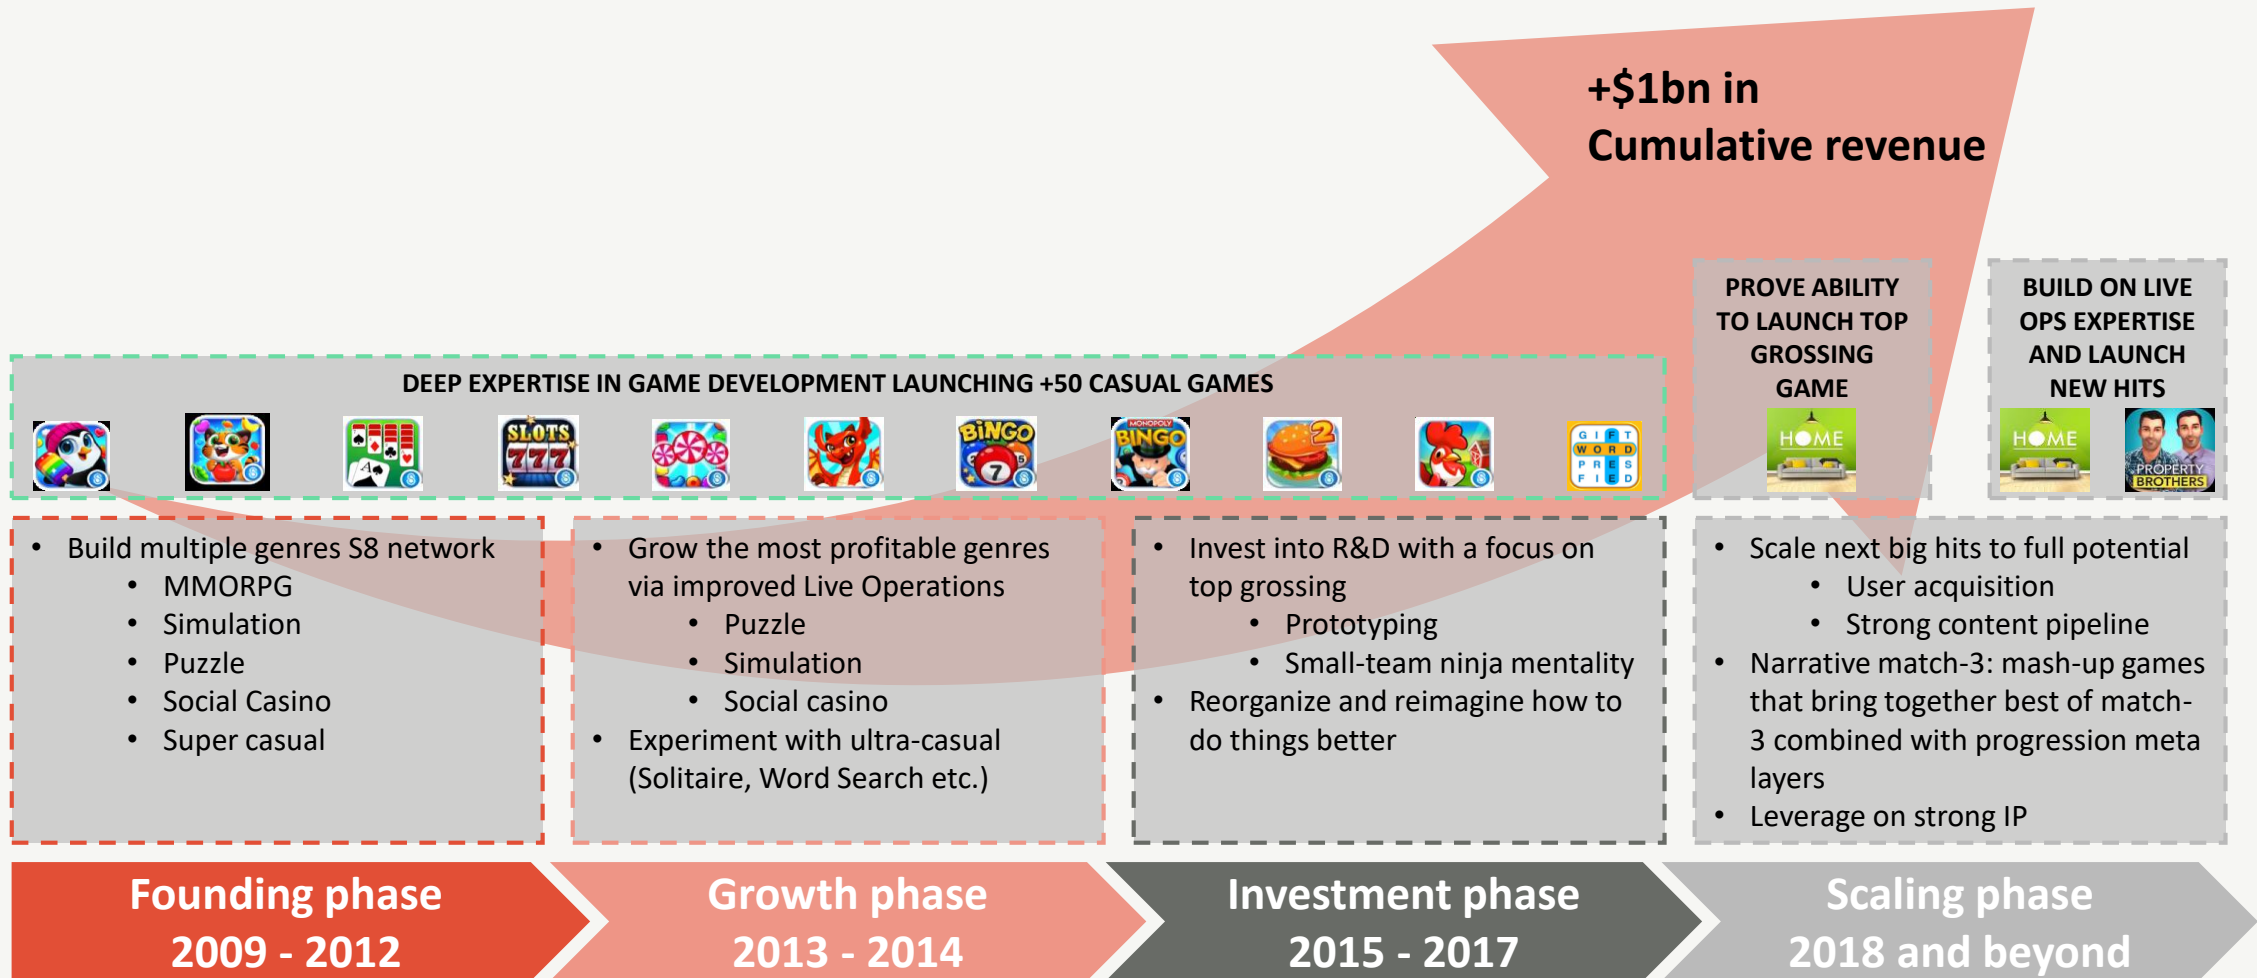 +$1bn in
Cumulative revenue
PROVE ABILITY
TO LAUNCH TOP
GROSSING
GAME
HOME
BUILD ON LIVE
OPS EXPERTISE
AND LAUNCH
NEW HITS
HOME
PROPERTY
BROTHERS
DEEP EXPERTISE IN GAME DEVELOPMENT LAUNCHING +50 CASUAL GAMES
A
SLOTS
777
BINGO
7
MONOPOLY
BINGO
2
GIFT
WORD
PRES
FIED
• Build multiple genres S8 network
• MMORPG
• Simulation
• Puzzle
• Social Casino
• Super casual
• Grow the most profitable genres
via improved Live Operations
• Puzzle
• Simulation
• Social casino
• Experiment with ultra-casual
(Solitaire, Word Search etc.)
• Invest into R&D with a focus on
top grossing
• Prototyping
• Small-team ninja mentality
• Reorganize and reimagine how to
do things better
• Scale next big hits to full potential
• User acquisition
• Strong content pipeline
• Narrative match-3: mash-up games
that bring together best of match-
3 combined with progression meta
layers
• Leverage on strong IP
Founding phase
2009 - 2012
Growth phase
2013 - 2014
Investment phase
2015 - 2017
Scaling phase
2018 and beyond